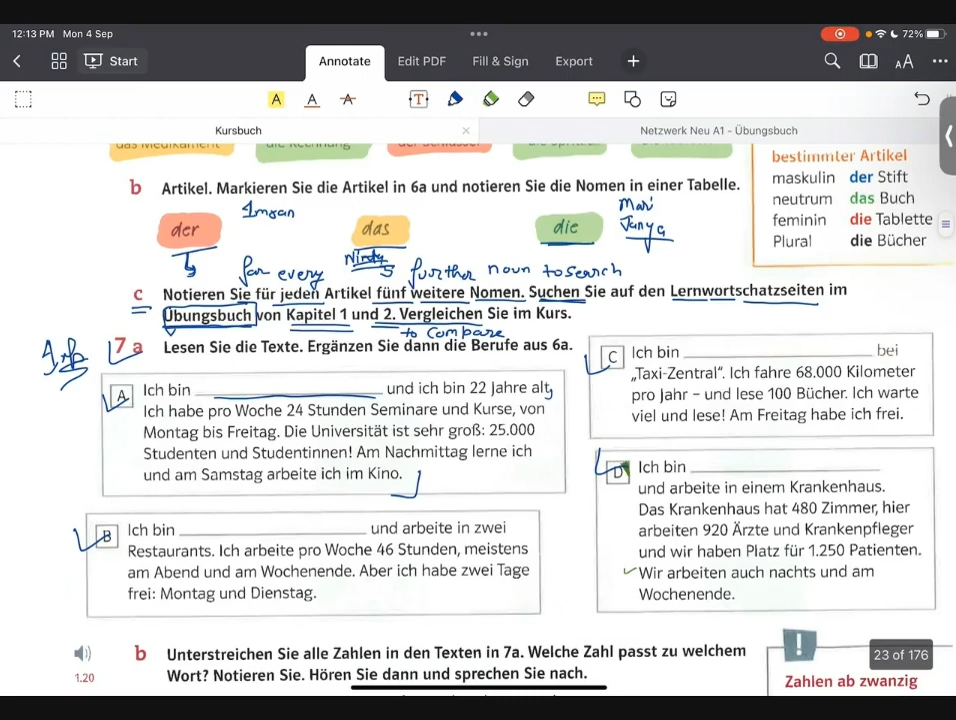 12:13 PM Mon 4 Sep
72%
Start
Annotate
Edit PDF
Fill & Sign
Export
Kursbuch
Netzwerk Neu A1 - Übungsbuch
das Medikament
die Rechnung
der Schlüssel
bestimmter Artikel
maskulin der Stift
neutrum das Buch
feminin die Tablette
Plural die Bücher
b Artikel. Markieren Sie die Artikel in 6a und notieren Sie die Nomen in einer Tabelle.
der
das
die
for every
further noun to search
c Notieren Sie für jeden Artikel fünf weitere Nomen. Suchen Sie auf den Lernwortschatzseiten im
Übungsbuch von Kapitel 1 und 2. Vergleichen Sie im Kurs.
to compare
7 a Lesen Sie die Texte. Ergänzen Sie dann die Berufe aus 6a.
A Ich bin ____ und ich bin 22 Jahre alt,
Ich habe pro Woche 24 Stunden Seminare und Kurse, von
Montag bis Freitag. Die Universität ist sehr groß: 25.000
Studenten und Studentinnen! Am Nachmittag lerne ich
und am Samstag arbeite ich im Kino.
B Ich bin ____ und arbeite in zwei
Restaurants. Ich arbeite pro Woche 46 Stunden, meistens
am Abend und am Wochenende. Aber ich habe zwei Tage
frei: Montag und Dienstag.
C Ich bin ____ bei
„Taxi-Zentral“. Ich fahre 68.000 Kilometer
pro Jahr – und lese 100 Bücher. Ich warte
viel und lese! Am Freitag habe ich frei.
D Ich bin ____
und arbeite in einem Krankenhaus.
Das Krankenhaus hat 480 Zimmer, hier
arbeiten 920 Ärzte und Krankenpfleger
und wir haben Platz für 1.250 Patienten.
Wir arbeiten auch nachts und am
Wochenende.
1.20
b Unterstreichen Sie alle Zahlen in den Texten in 7a. Welche Zahl passt zu welchem
Wort? Notieren Sie. Hören Sie dann und sprechen Sie nach.
!
23 of 176
Zahlen ab zwanzig